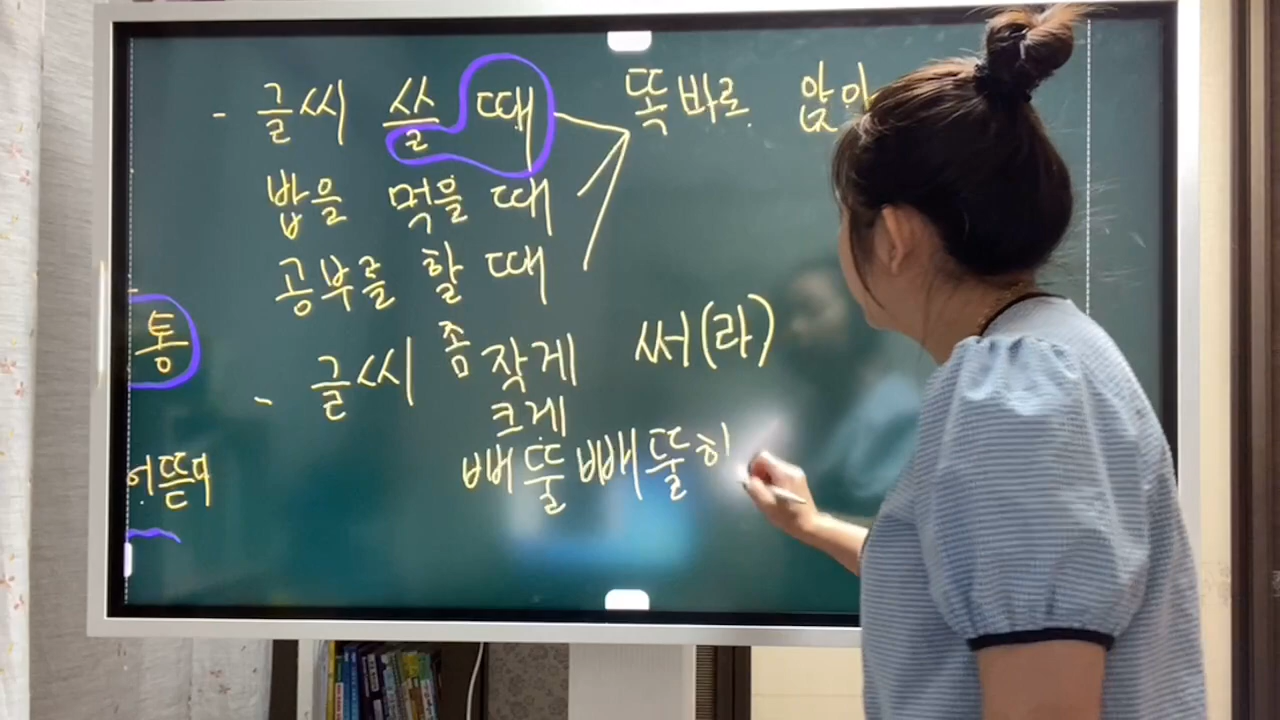 - 글씨 쓸 때 똑바로 앉아
밥을 먹을 때
공부를 할 때
통
- 글씨 좀 작게 써(라)
크게
삐뚤빼뚤히